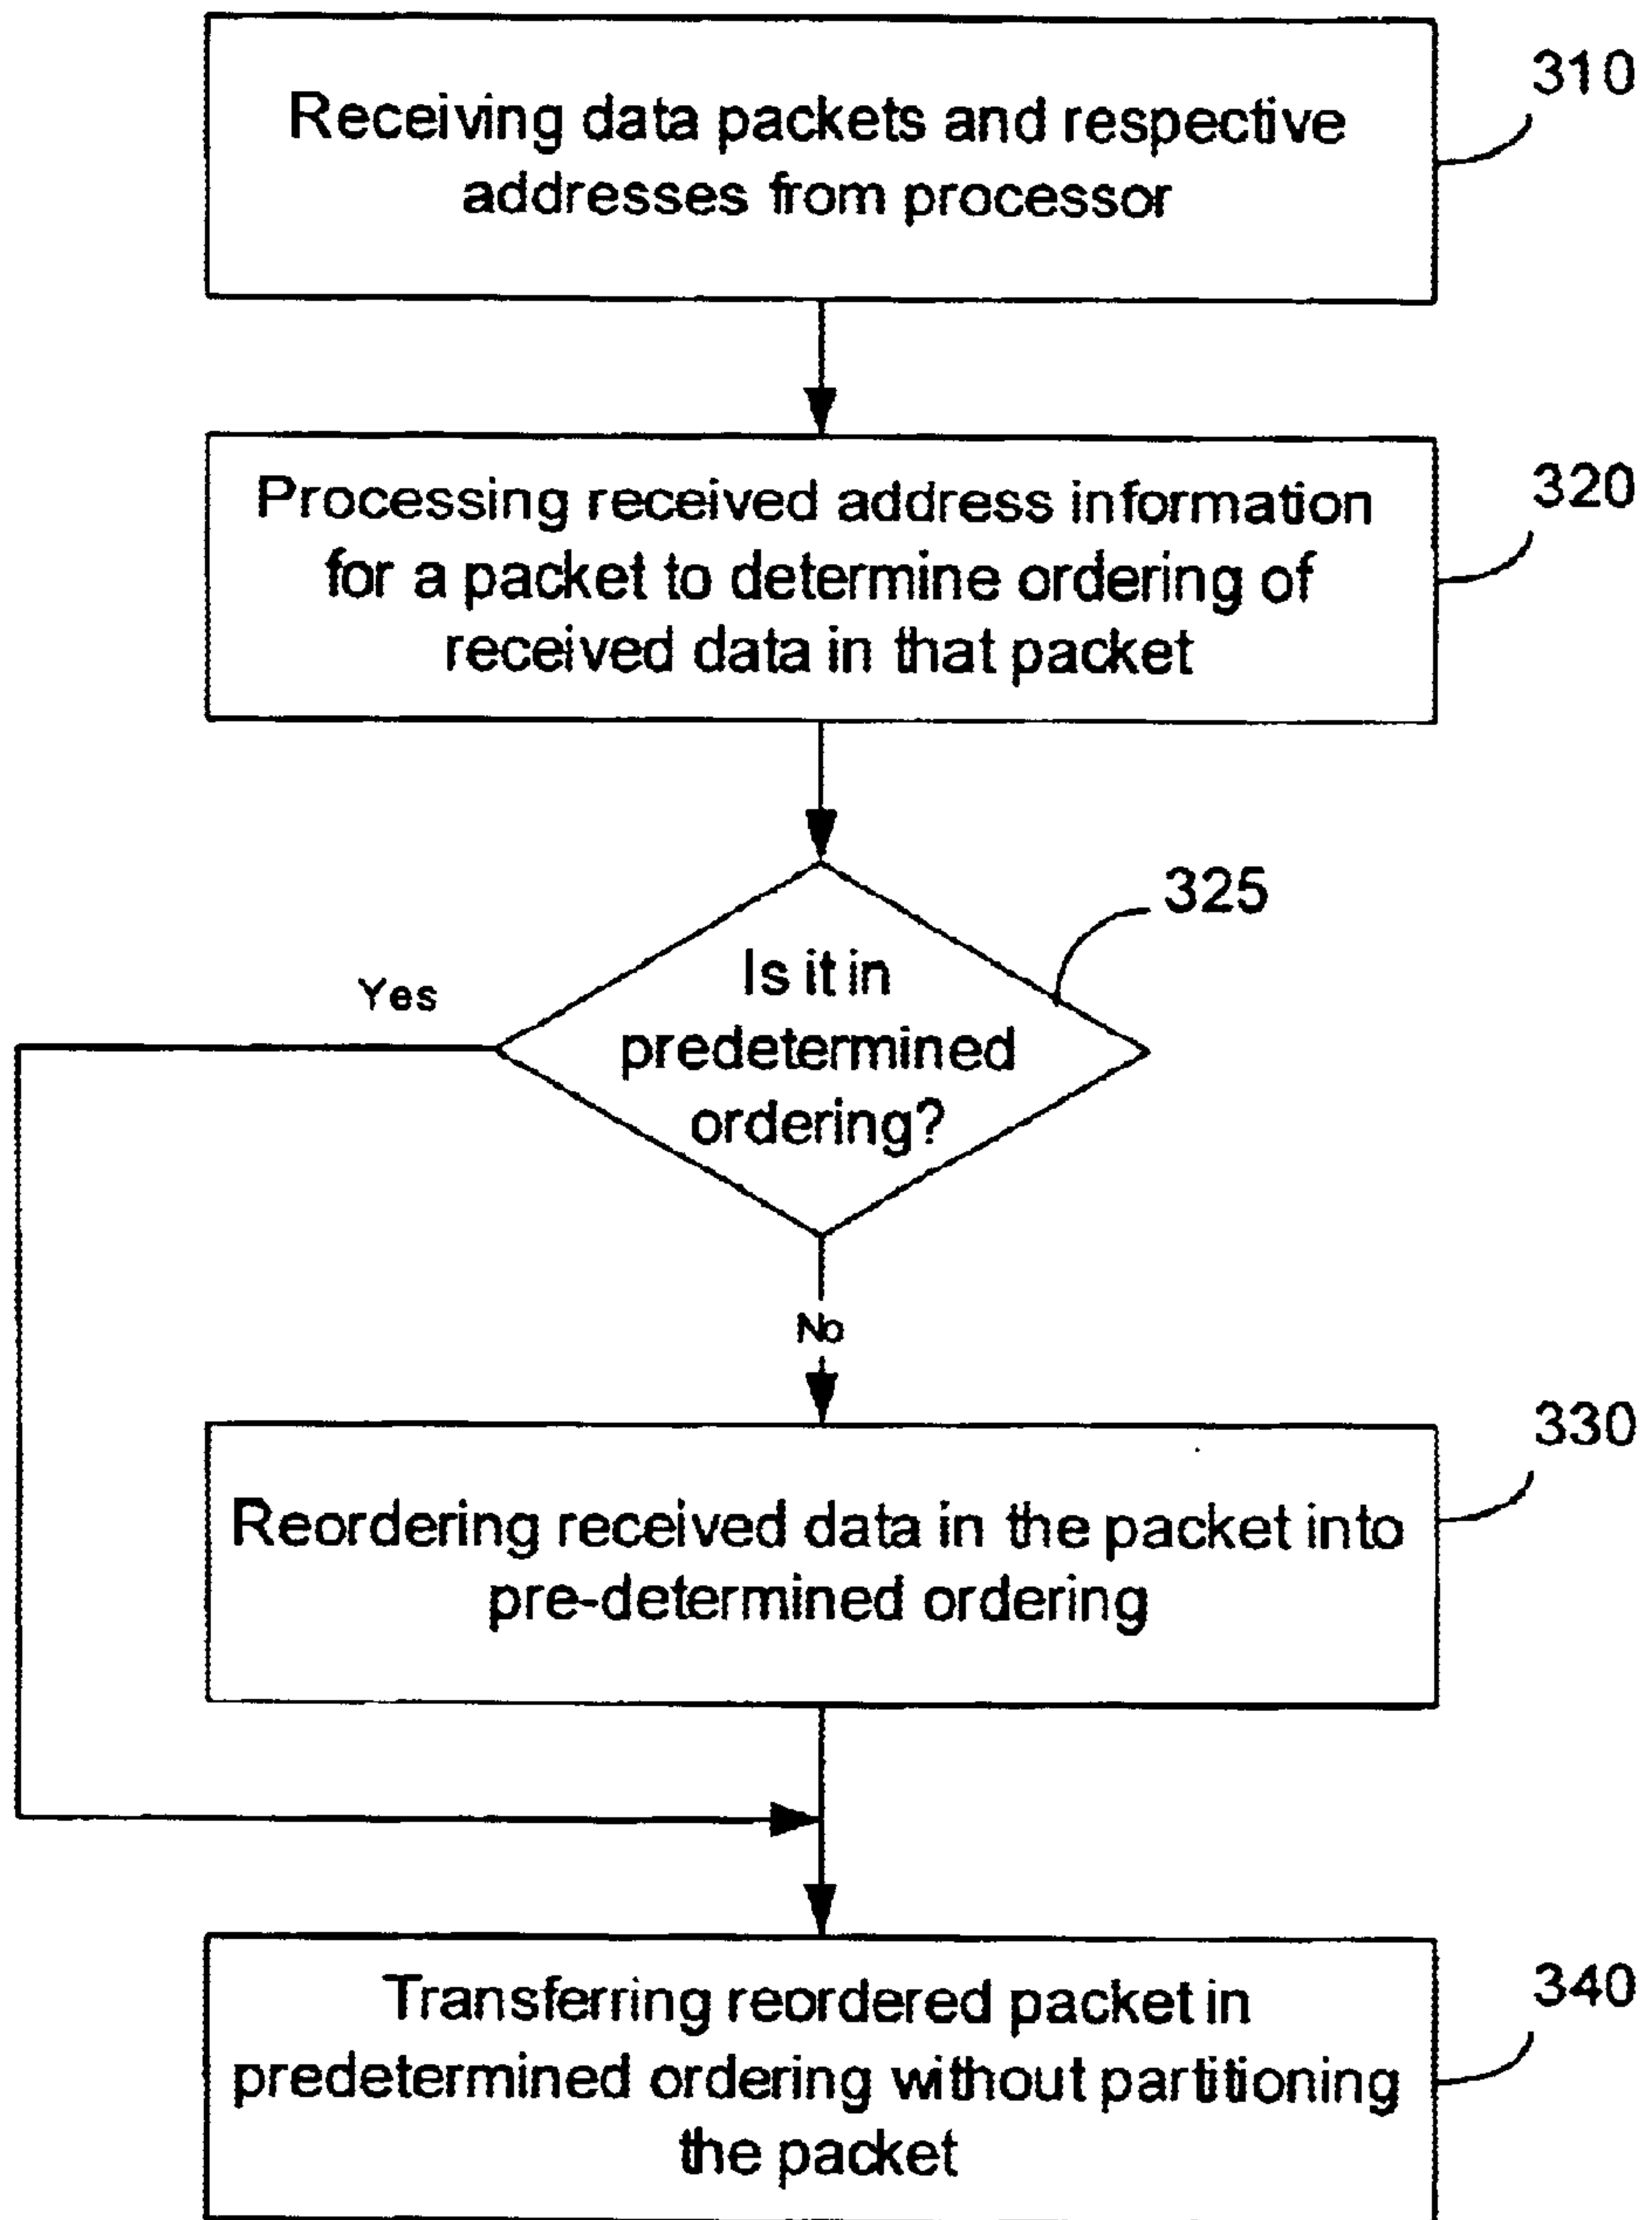 310
Receiving data packets and respective
addresses from processor
320
Processing received address information
for a packet to determine ordering of
received data in that packet
325
Is it in
predetermined
ordering?
Yes
No
330
Reordering received data in the packet into
pre-determined ordering
340
Transferring reordered packet in
predetermined ordering without partitioning
the packet